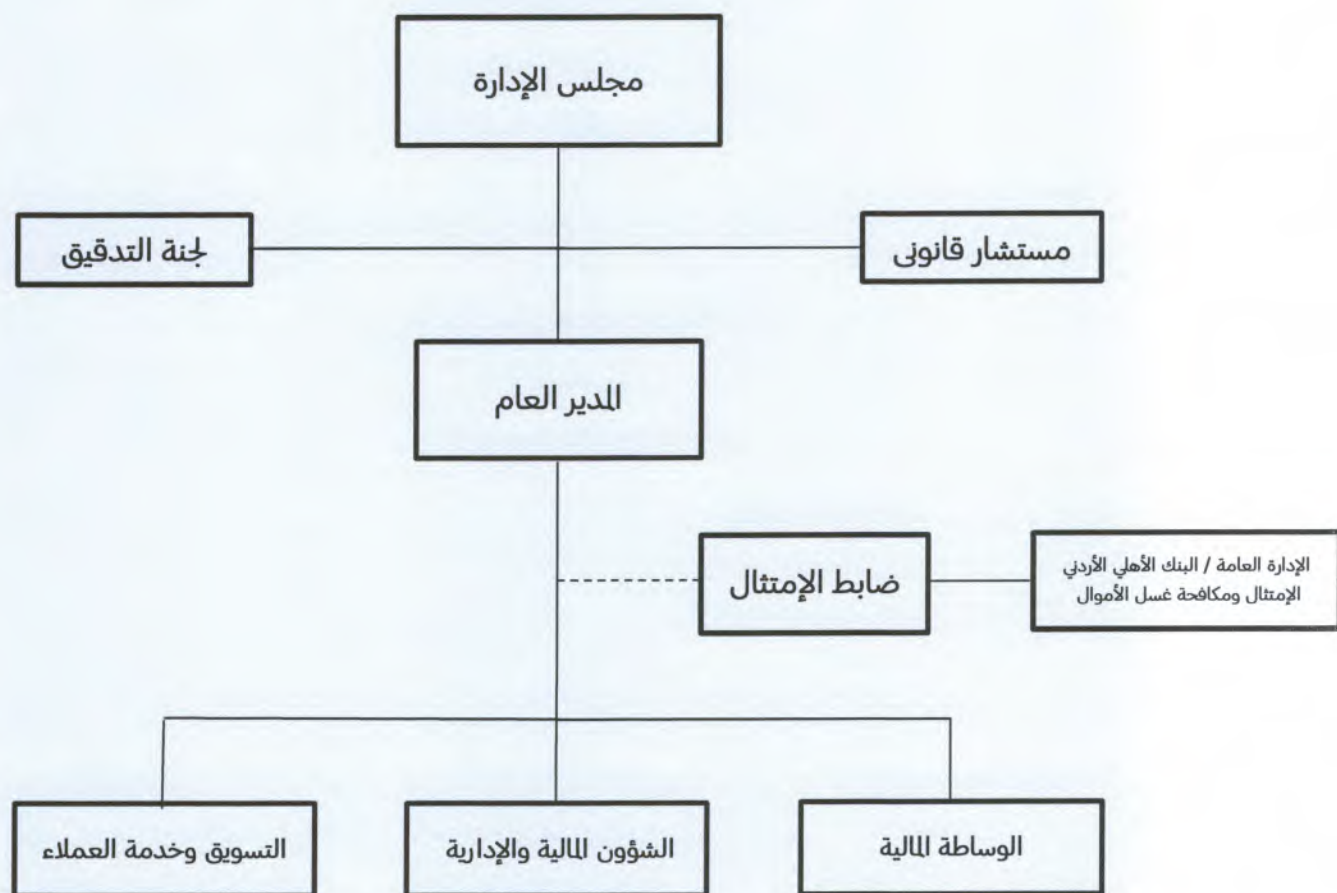 مجلس الإدارة
مستشار قانونى
لجنة التدقيق
المدير العام
ضابط الإمتثال
الإدارة العامة / البنك الأهلي الأردني
الإمتثال ومكافحة غسل الأموال
الوساطة المالية
الشؤون المالية والإدارية
التسويق وخدمة العملاء